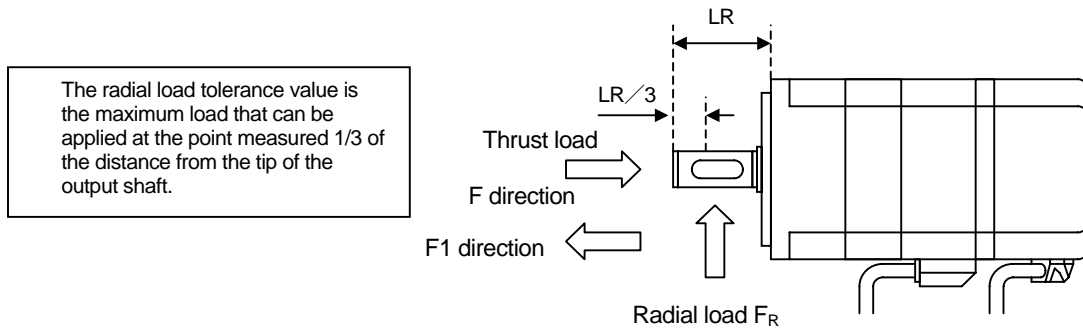 The radial load tolerance value is
the maximum load that can be
applied at the point measured 1/3 of
the distance from the tip of the
output shaft.
LR
LR／3
Thrust load
F direction
F1 direction
Radial load FR